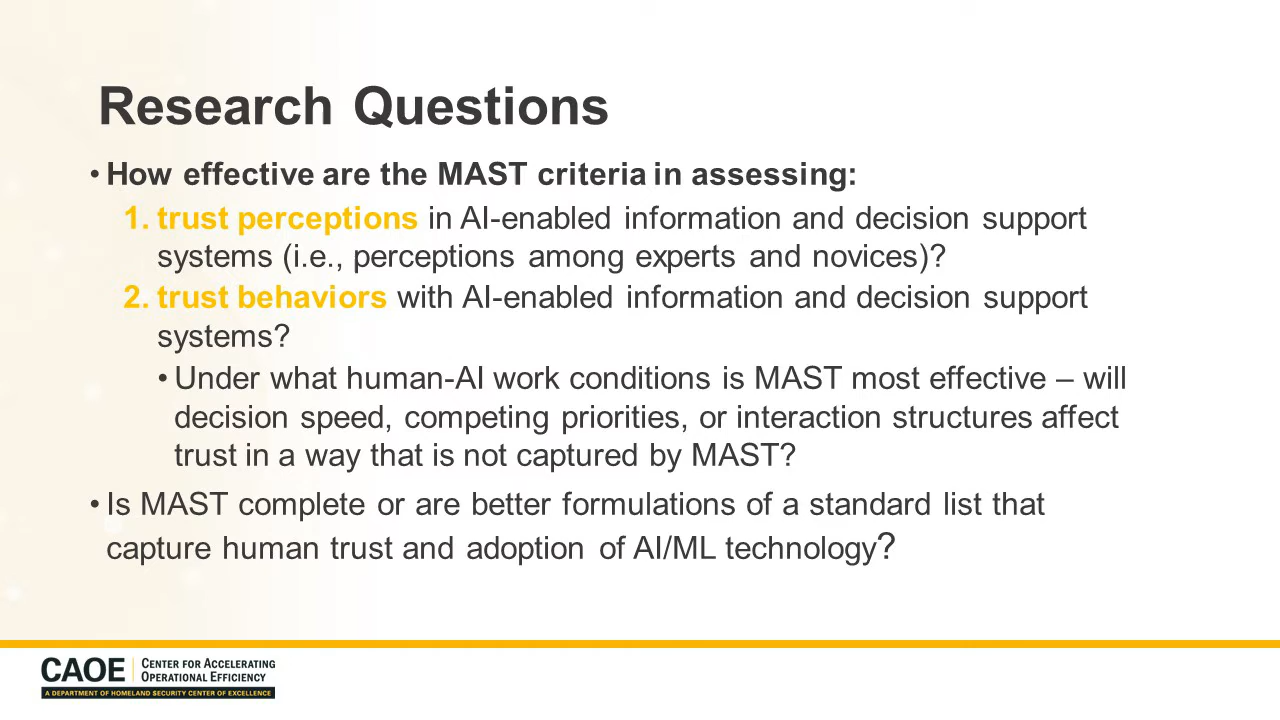 Research Questions
• How effective are the MAST criteria in assessing:
1. trust perceptions in AI-enabled information and decision support
systems (i.e., perceptions among experts and novices)?
2. trust behaviors with AI-enabled information and decision support
systems?
• Under what human-AI work conditions is MAST most effective – will
decision speed, competing priorities, or interaction structures affect
trust in a way that is not captured by MAST?
• Is MAST complete or are better formulations of a standard list that
capture human trust and adoption of AI/ML technology?
CAOE
CENTER FOR ACCELERATING
OPERATIONAL EFFICIENCY
A DEPARTMENT OF HOMELAND SECURITY CENTER OF EXCELLENCE